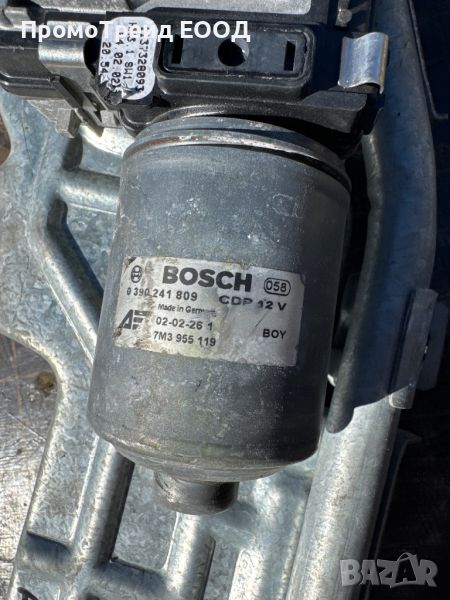 ПромоТрейд ЕООД
BOSCH 058
0 390 241 809 CDP 12 V
Made in Germany
02-02-26 1
7M3 955 119 BOY
BAZAR